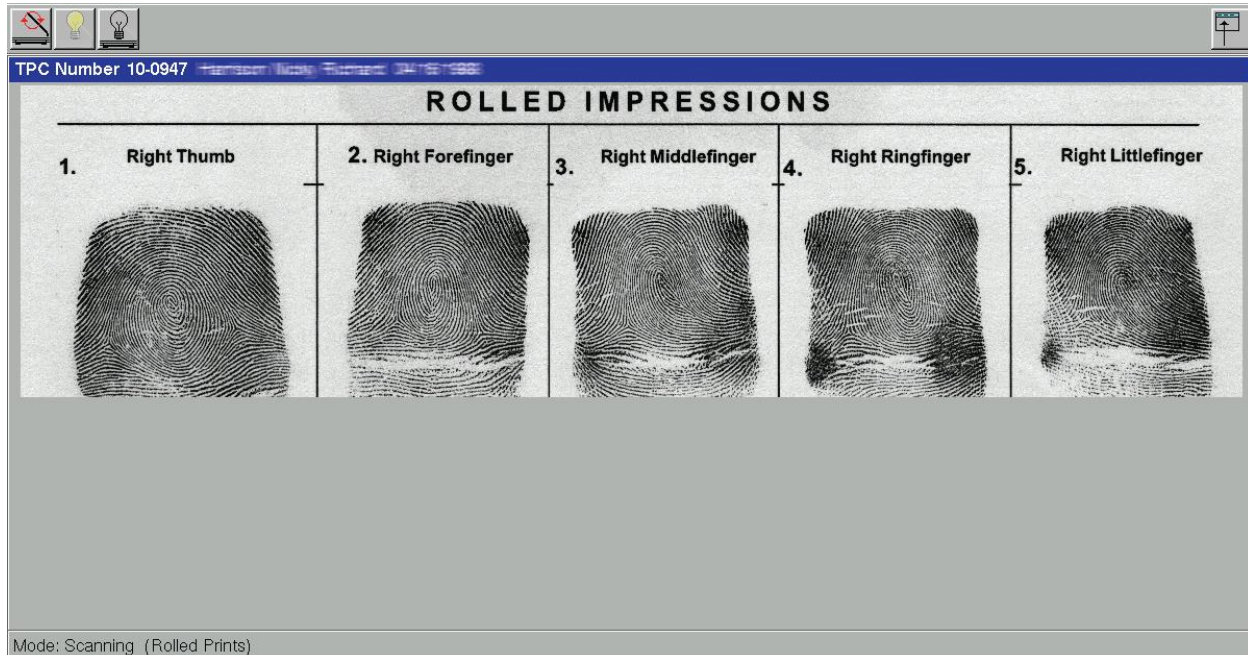 TPC Number 10-0947
ROLLED IMPRESSIONS
1. Right Thumb
2. Right Forefinger
3. Right Middlefinger
4. Right Ringfinger
5. Right Littlefinger
Mode: Scanning (Rolled Prints)